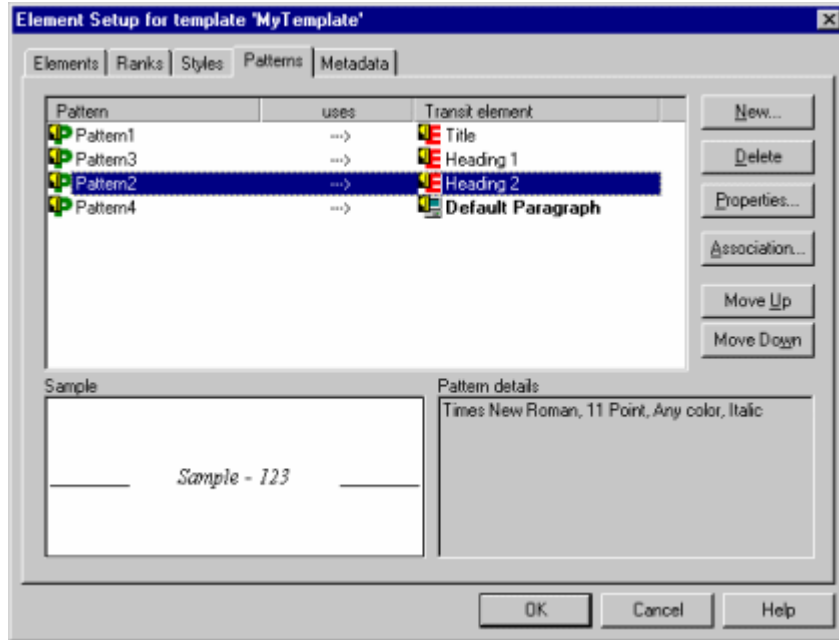 Element Setup for template 'MyTemplate'
Elements Ranks Styles Patterns Metadata
Pattern uses Transit element
Pattern1 ---> Title
Pattern3 ---> Heading 1
Pattern2 ---> Heading 2
Pattern4 ---> Default Paragraph
New...
Delete
Properties...
Association...
Move Up
Move Down
Sample
Sample - 123
Pattern details
Times New Roman, 11 Point, Any color, Italic
OK Cancel Help